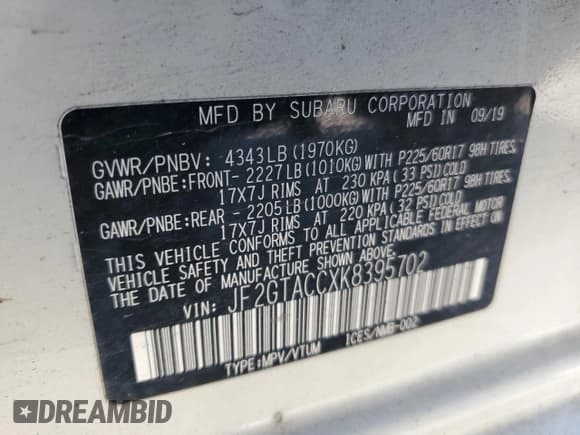 MFD BY SUBARU CORPORATION
MFD IN 09/19
GVWR/PNBV: 4343LB(1970KG)
GAWR/PNBE:FRONT-2227LB(1010KG)WITH P225/60R17 98H TIRES.
17X7J RIMS AT 230 KPA(33 PSI)COLD
GAWR/PNBE:REAR -2205LB(1000KG)WITH P225/60R17 98H TIRES.
17X7J RIMS AT 220 KPA(32 PSI)COLD
THIS VEHICLE CONFORMS TO ALL APPLICABLE FEDERAL MOTOR
VEHICLE SAFETY AND THEFT PREVENTION STANDARDS IN EFFECT
ON THE DATE OF MANUFACTURE SHOWN ABOVE.
VIN: JF2GTACCXK8395702
TYPE:MPV/VTUM ICES/NMB-002
DREAMBID